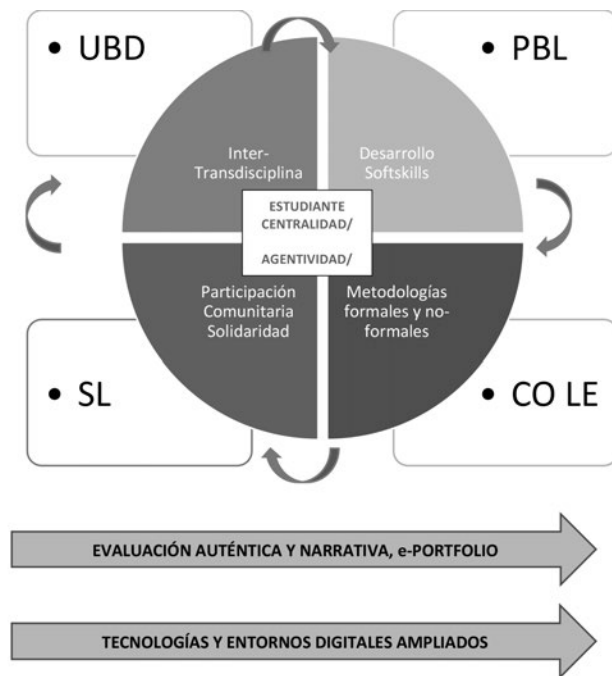 • UBD
• PBL
Inter-
Transdisciplina
Desarrollo
Softskills
ESTUDIANTE
CENTRALIDAD/
AGENTIVIDAD/
Participación
Comunitaria
Solidaridad
Metodologías
formales y no-
formales
• SL
• CO LE
EVALUACIÓN AUTÉNTICA Y NARRATIVA, e-PORTFOLIO
TECNOLOGÍAS Y ENTORNOS DIGITALES AMPLIADOS